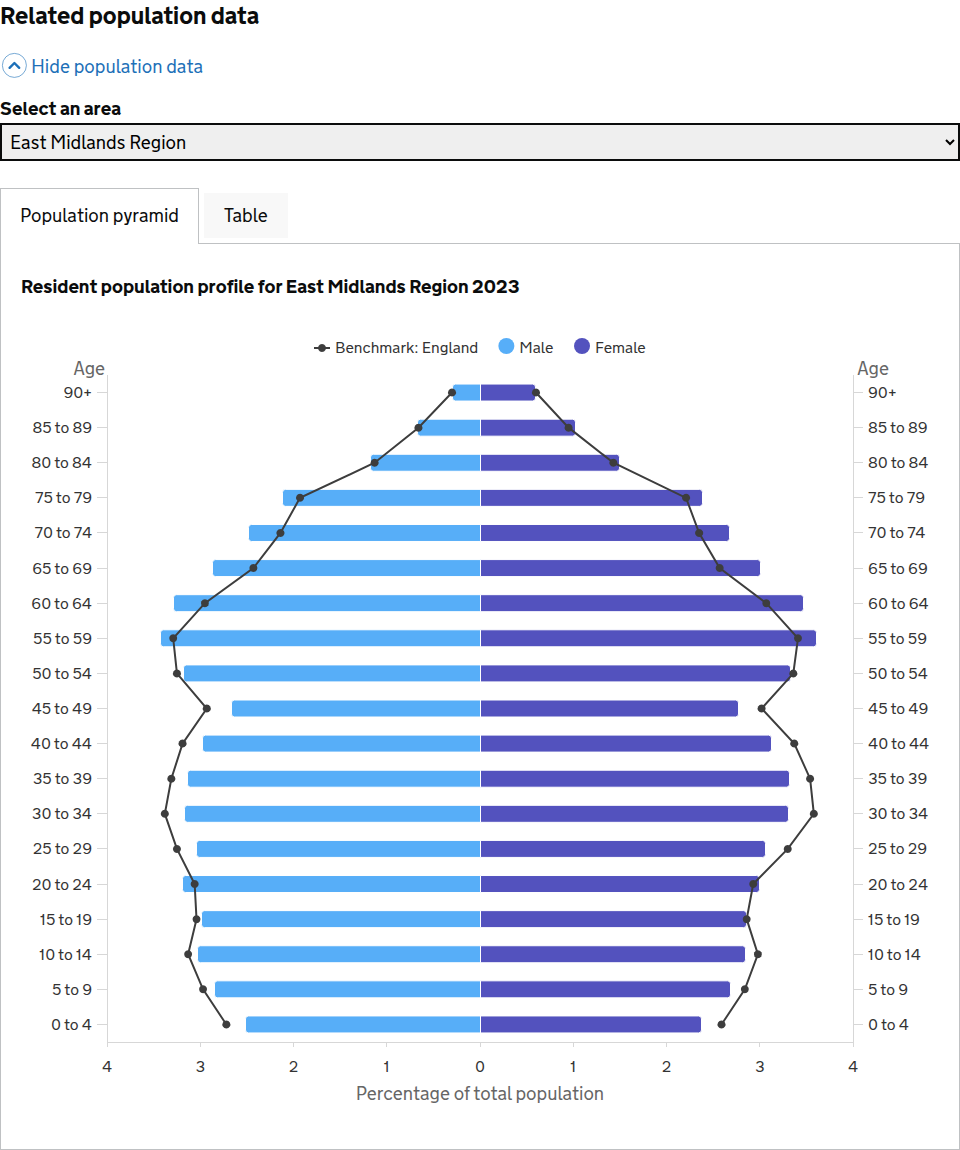 Related population data
Hide population data
Select an area
East Midlands Region
Population pyramid Table
Resident population profile for East Midlands Region 2023
Benchmark: England Male Female
Age Age
90+ 90+
85 to 89 85 to 89
80 to 84 80 to 84
75 to 79 75 to 79
70 to 74 70 to 74
65 to 69 65 to 69
60 to 64 60 to 64
55 to 59 55 to 59
50 to 54 50 to 54
45 to 49 45 to 49
40 to 44 40 to 44
35 to 39 35 to 39
30 to 34 30 to 34
25 to 29 25 to 29
20 to 24 20 to 24
15 to 19 15 to 19
10 to 14 10 to 14
5 to 9 5 to 9
0 to 4 0 to 4
4 3 2 1 0 1 2 3 4
Percentage of total population